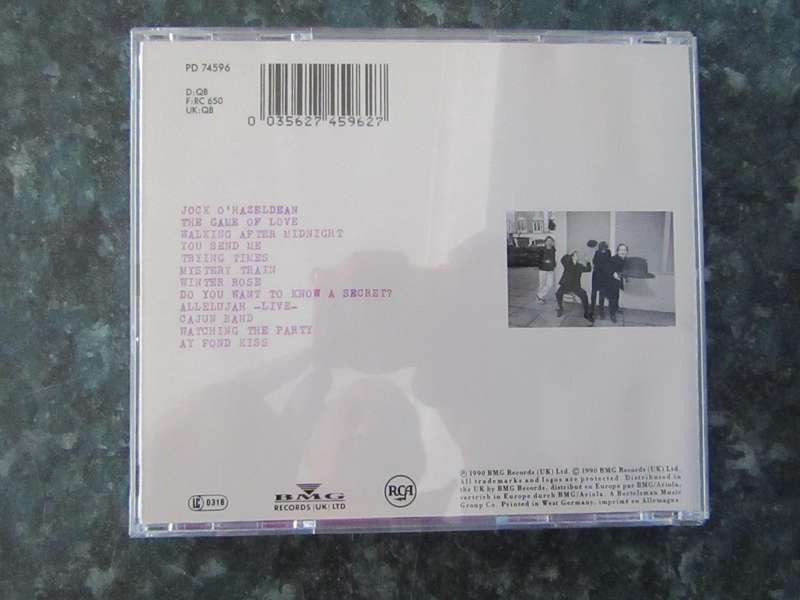 PD 74596
D:QB
F:RC 650
UK:QB
0 035627 459627
JOCK O'HAZELDEAN
THE GAME OF LOVE
WALKING AFTER MIDNIGHT
YOU SEND ME
TRYING TIMES
MYSTERY TRAIN
WINTER ROSE
DO YOU WANT TO KNOW A SECRET?
ALLELUJAH -LIVE-
CAJUN BAND
WATCHING THE PARTY
AY FOND KISS
LC 0316
BMG
RECORDS (UK) LTD
RCA
℗ 1990 BMG Records (UK) Ltd. © 1990 BMG Records (UK) Ltd.
All trademarks and logos are protected. Distributed in
the UK by BMG Records, distribué en Europe par BMG/Ariola,
vertrieb in Europe durch BMG/Ariola. A Bertelsman Music
Group Co. Printed in West Germany, imprimé en Allemagne